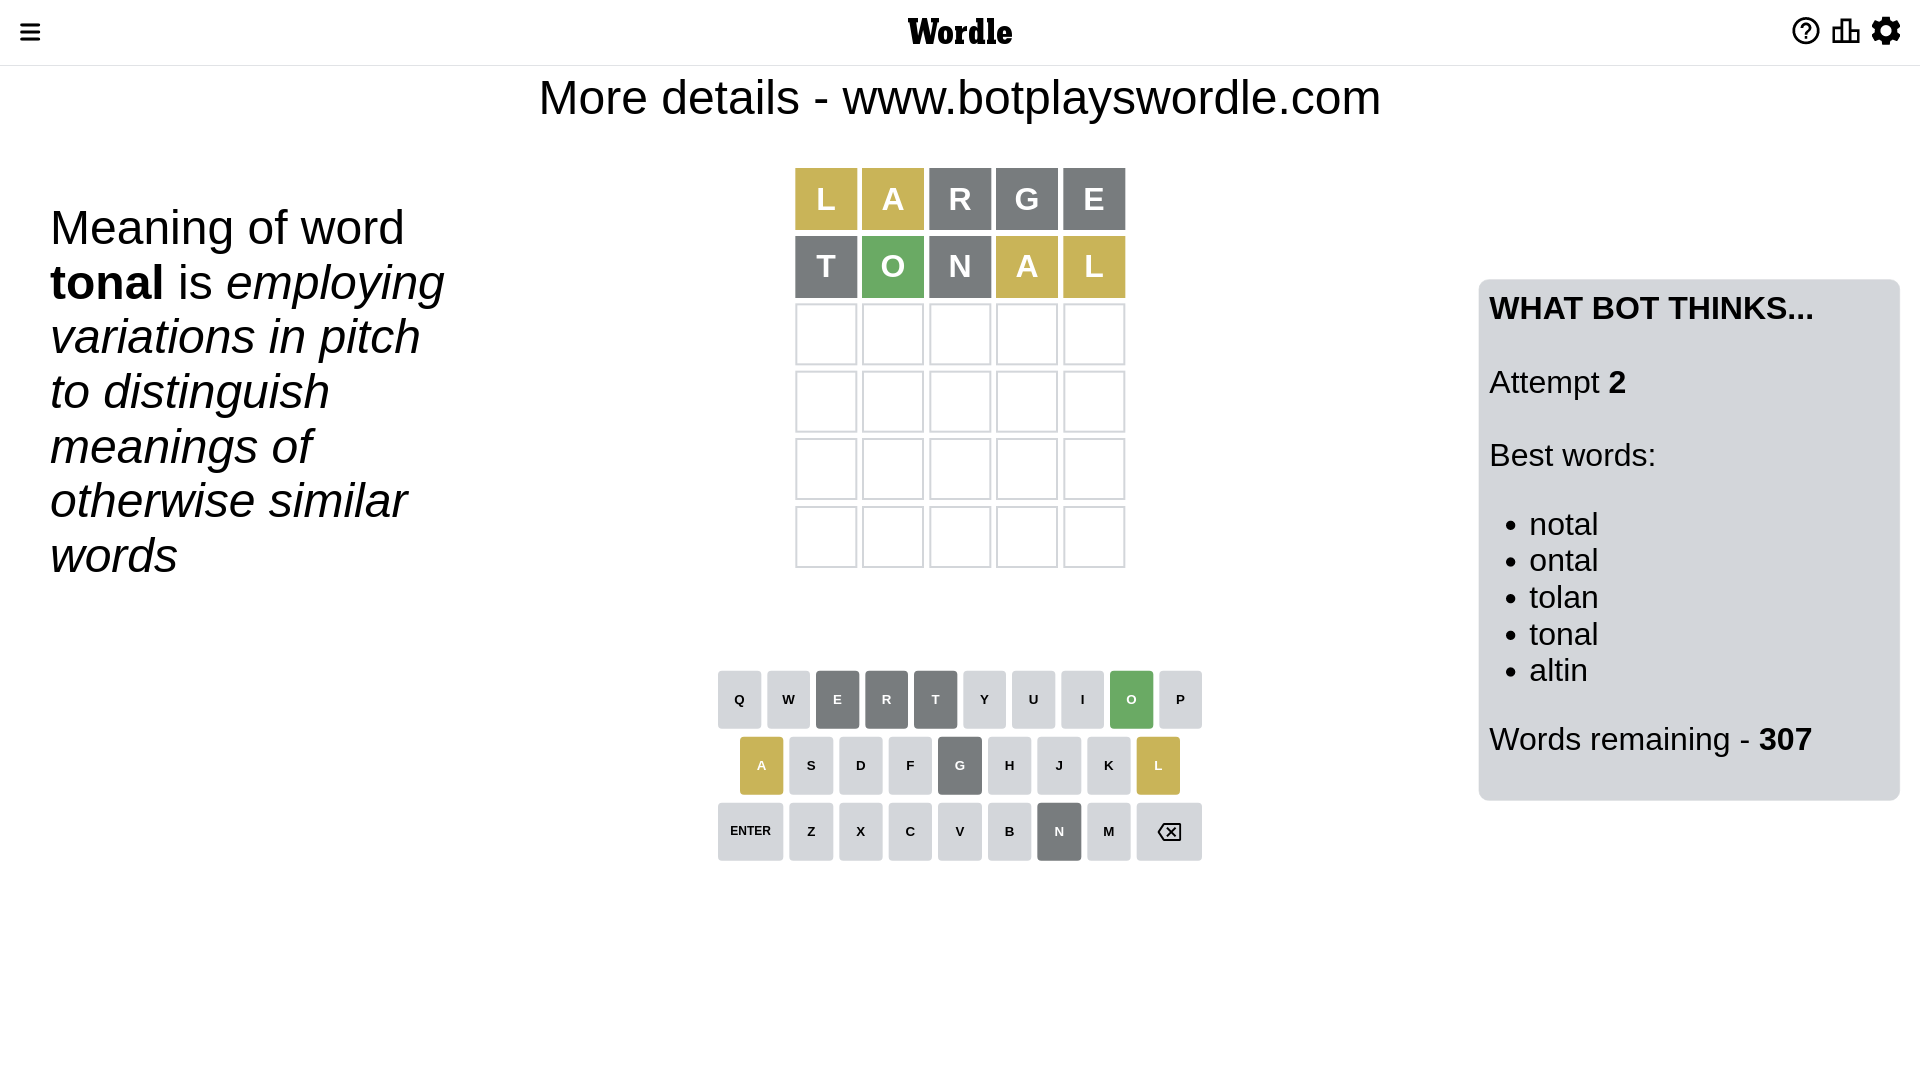 Wordle
More details - www.botplayswordle.com
Meaning of word
tonal is employing
variations in pitch
to distinguish
meanings of
otherwise similar
words
L A R G E
T O N A L
WHAT BOT THINKS...
Attempt 2
Best words:
• notal
• ontal
• tolan
• tonal
• altin
Words remaining - 307
Q W E R T Y U I O P
A S D F G H J K L
ENTER Z X C V B N M